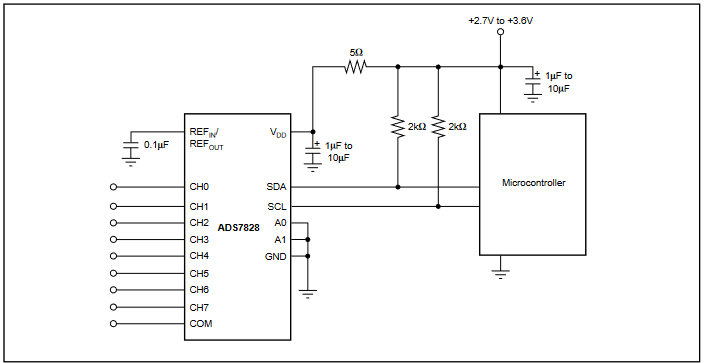 +2.7V to +3.6V
5Ω
1µF to
10µF
REFIN/
REFOUT
VDD
0.1µF
1µF to
10µF
2kΩ
2kΩ
Microcontroller
CH0
SDA
CH1
SCL
CH2
A0
ADS7828
CH3
A1
CH4
GND
CH5
CH6
CH7
COM